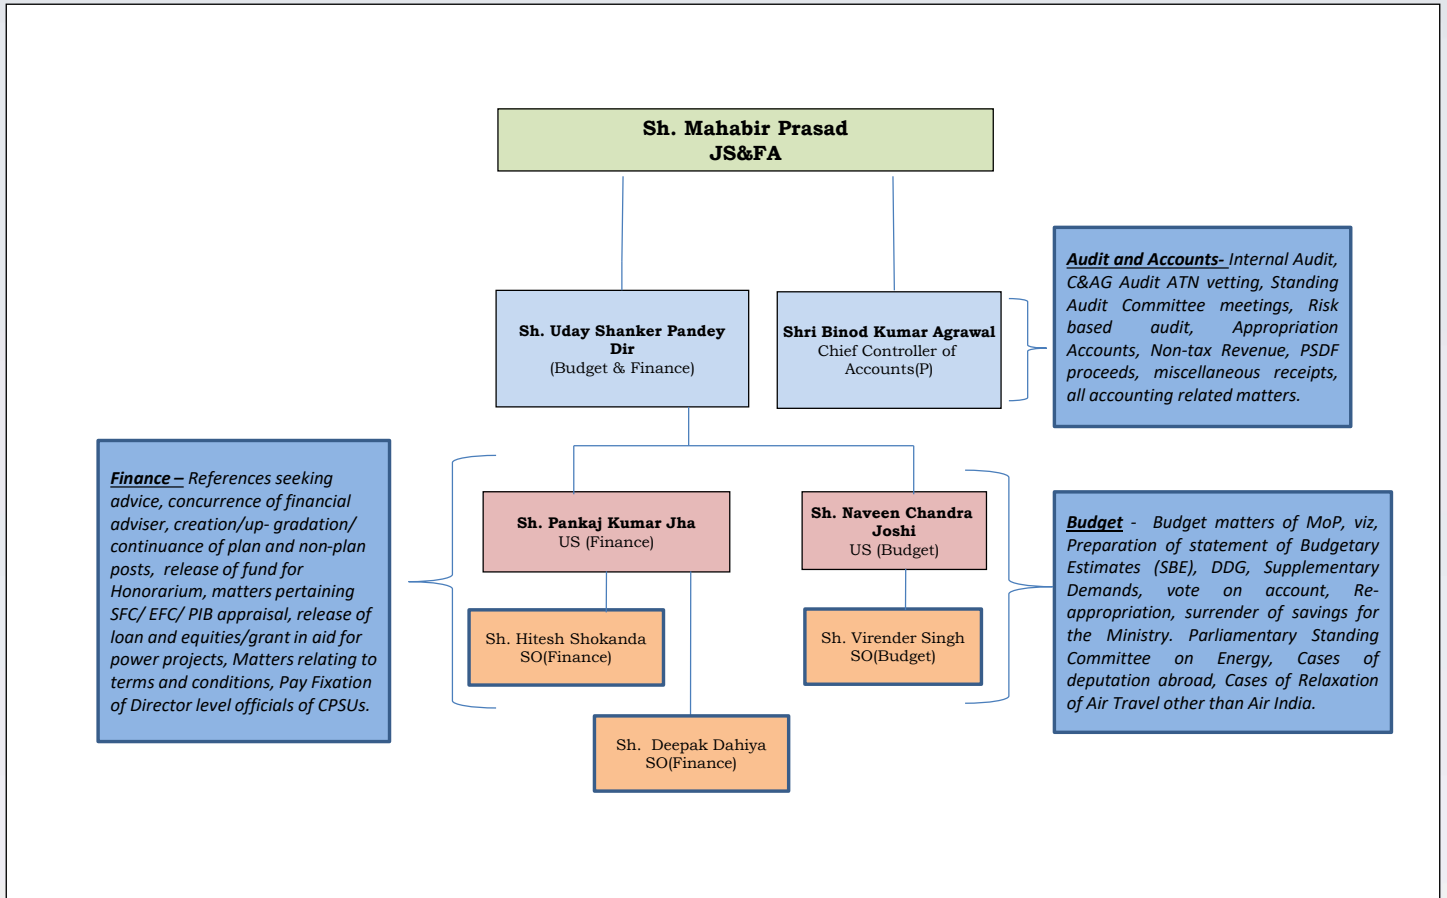 Sh. Mahabir Prasad
JS&FA
Sh. Uday Shanker Pandey
Dir
(Budget & Finance)
Shri Binod Kumar Agrawal
Chief Controller of
Accounts(P)
Audit and Accounts- Internal Audit,
C&AG Audit ATN vetting, Standing
Audit Committee meetings, Risk
based audit, Appropriation
Accounts, Non-tax Revenue, PSDF
proceeds, miscellaneous receipts,
all accounting related matters.
Finance – References seeking
advice, concurrence of financial
adviser, creation/up- gradation/
continuance of plan and non-plan
posts, release of fund for
Honorarium, matters pertaining
SFC/ EFC/ PIB appraisal, release of
loan and equities/grant in aid for
power projects, Matters relating to
terms and conditions, Pay Fixation
of Director level officials of CPSUs.
Sh. Pankaj Kumar Jha
US (Finance)
Sh. Naveen Chandra
Joshi
US (Budget)
Budget - Budget matters of MoP, viz,
Preparation of statement of Budgetary
Estimates (SBE), DDG, Supplementary
Demands, vote on account, Re-
appropriation, surrender of savings for
the Ministry. Parliamentary Standing
Committee on Energy, Cases of
deputation abroad, Cases of Relaxation
of Air Travel other than Air India.
Sh. Hitesh Shokanda
SO(Finance)
Sh. Virender Singh
SO(Budget)
Sh. Deepak Dahiya
SO(Finance)